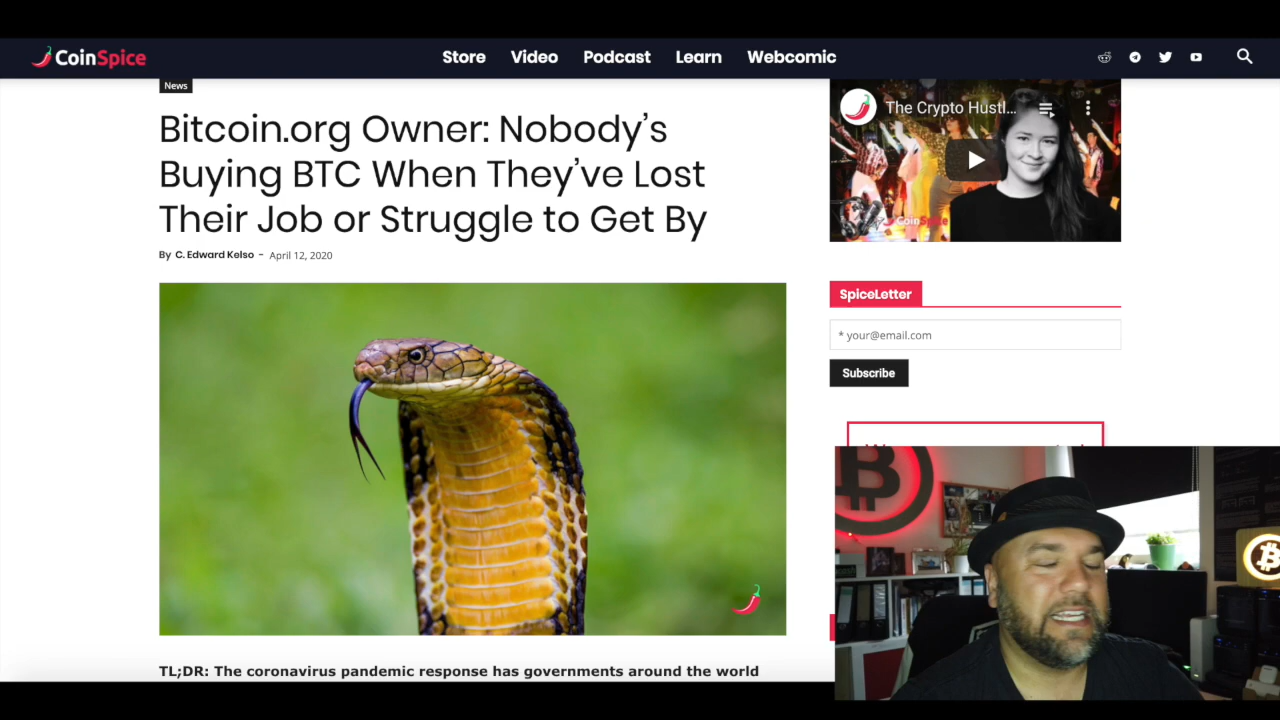 CoinSpice
Store Video Podcast Learn Webcomic
News
Bitcoin.org Owner: Nobody’s
Buying BTC When They’ve Lost
Their Job or Struggle to Get By
By C. Edward Kelso - April 12, 2020
The Crypto Hustl...
CoinSpice
SpiceLetter
* your@email.com
Subscribe
TL;DR: The coronavirus pandemic response has governments around the world